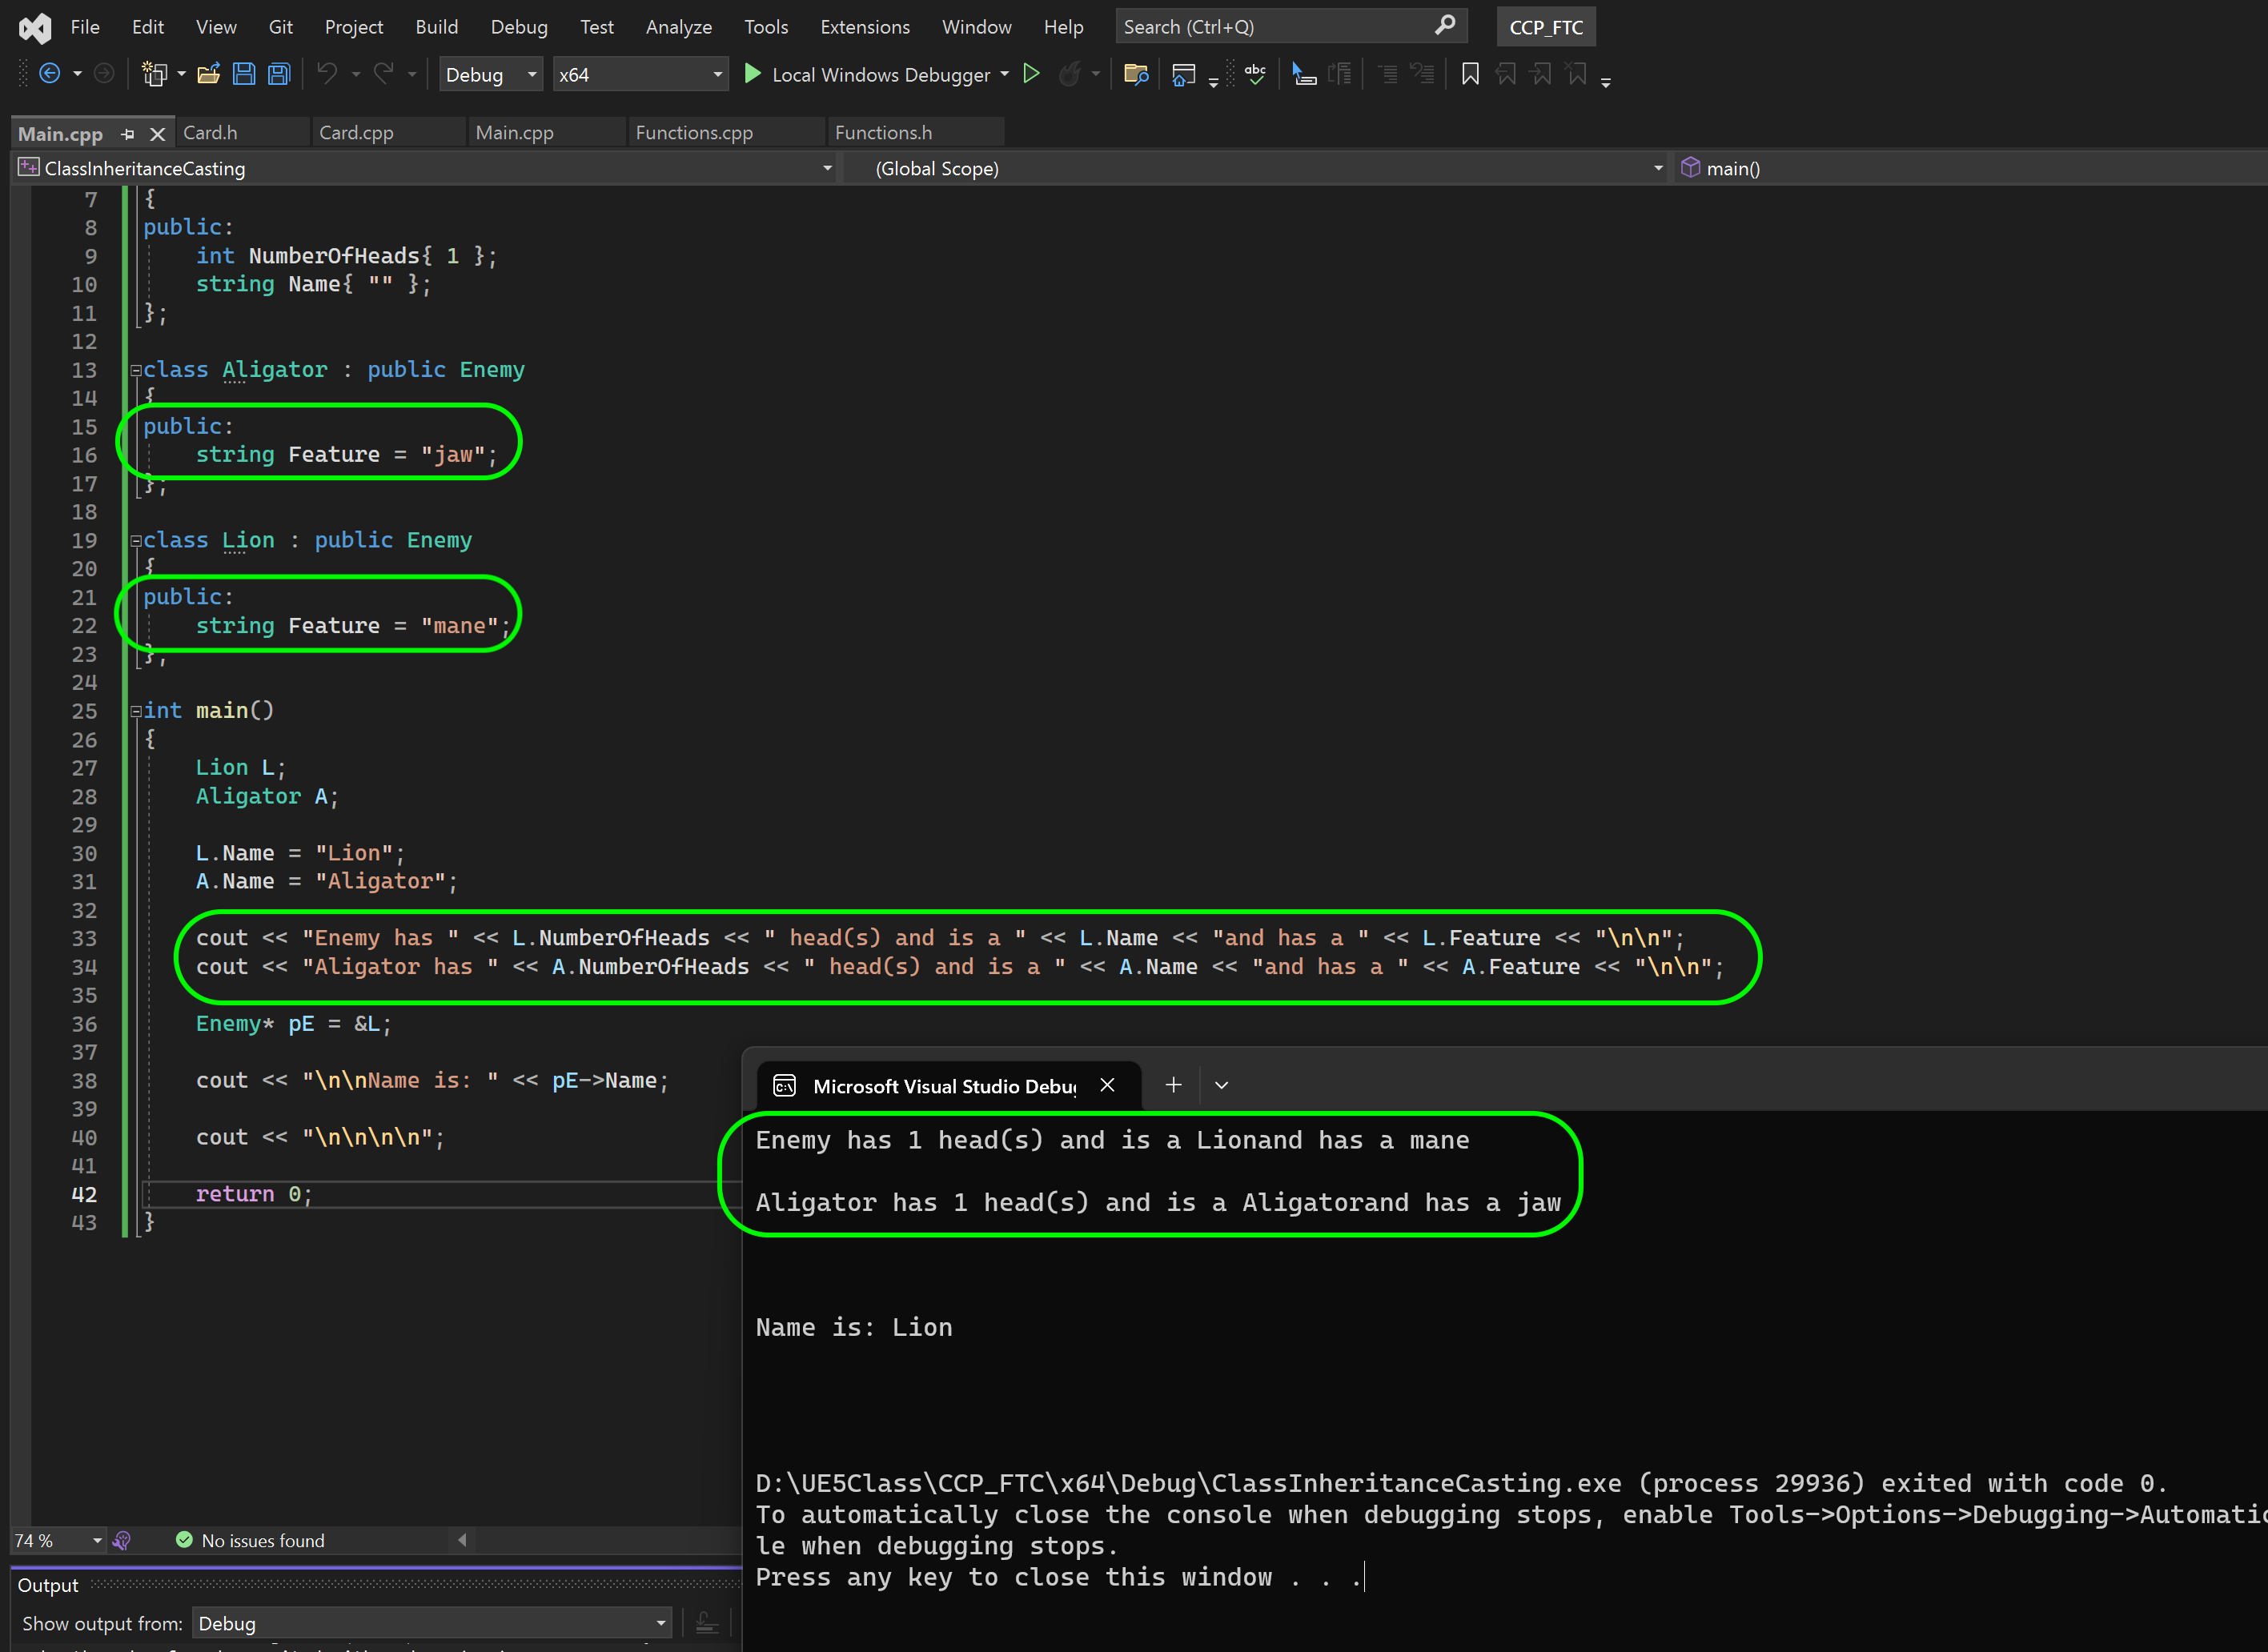 File Edit View Git Project Build Debug Test Analyze Tools Extensions Window Help Search (Ctrl+Q) CCP_FTC
Debug x64 Local Windows Debugger abc
Main.cpp Card.h Card.cpp Main.cpp Functions.cpp Functions.h
ClassInheritanceCasting (Global Scope) main()
7 {
8 public:
9 int NumberOfHeads{ 1 };
10 string Name{ "" };
11 };
12
13 class Aligator : public Enemy
14 {
15 public:
16 string Feature = "jaw";
17 };
18
19 class Lion : public Enemy
20 {
21 public:
22 string Feature = "mane";
23 };
24
25 int main()
26 {
27 Lion L;
28 Aligator A;
29
30 L.Name = "Lion";
31 A.Name = "Aligator";
32
33 cout << "Enemy has " << L.NumberOfHeads << " head(s) and is a " << L.Name << "and has a " << L.Feature << "\n\n";
34 cout << "Aligator has " << A.NumberOfHeads << " head(s) and is a " << A.Name << "and has a " << A.Feature << "\n\n";
35
36 Enemy* pE = &L;
37
38 cout << "\n\nName is: " << pE->Name;
39
40 cout << "\n\n\n\n";
41
42 return 0;
43 }
Microsoft Visual Studio Debu
Enemy has 1 head(s) and is a Lionand has a mane
Aligator has 1 head(s) and is a Aligatorand has a jaw
Name is: Lion
D:\UE5Class\CCP_FTC\x64\Debug\ClassInheritanceCasting.exe (process 29936) exited with code 0.
To automatically close the console when debugging stops, enable Tools->Options->Debugging->Automatic
le when debugging stops.
Press any key to close this window . . .
74 % No issues found
Output
Show output from: Debug